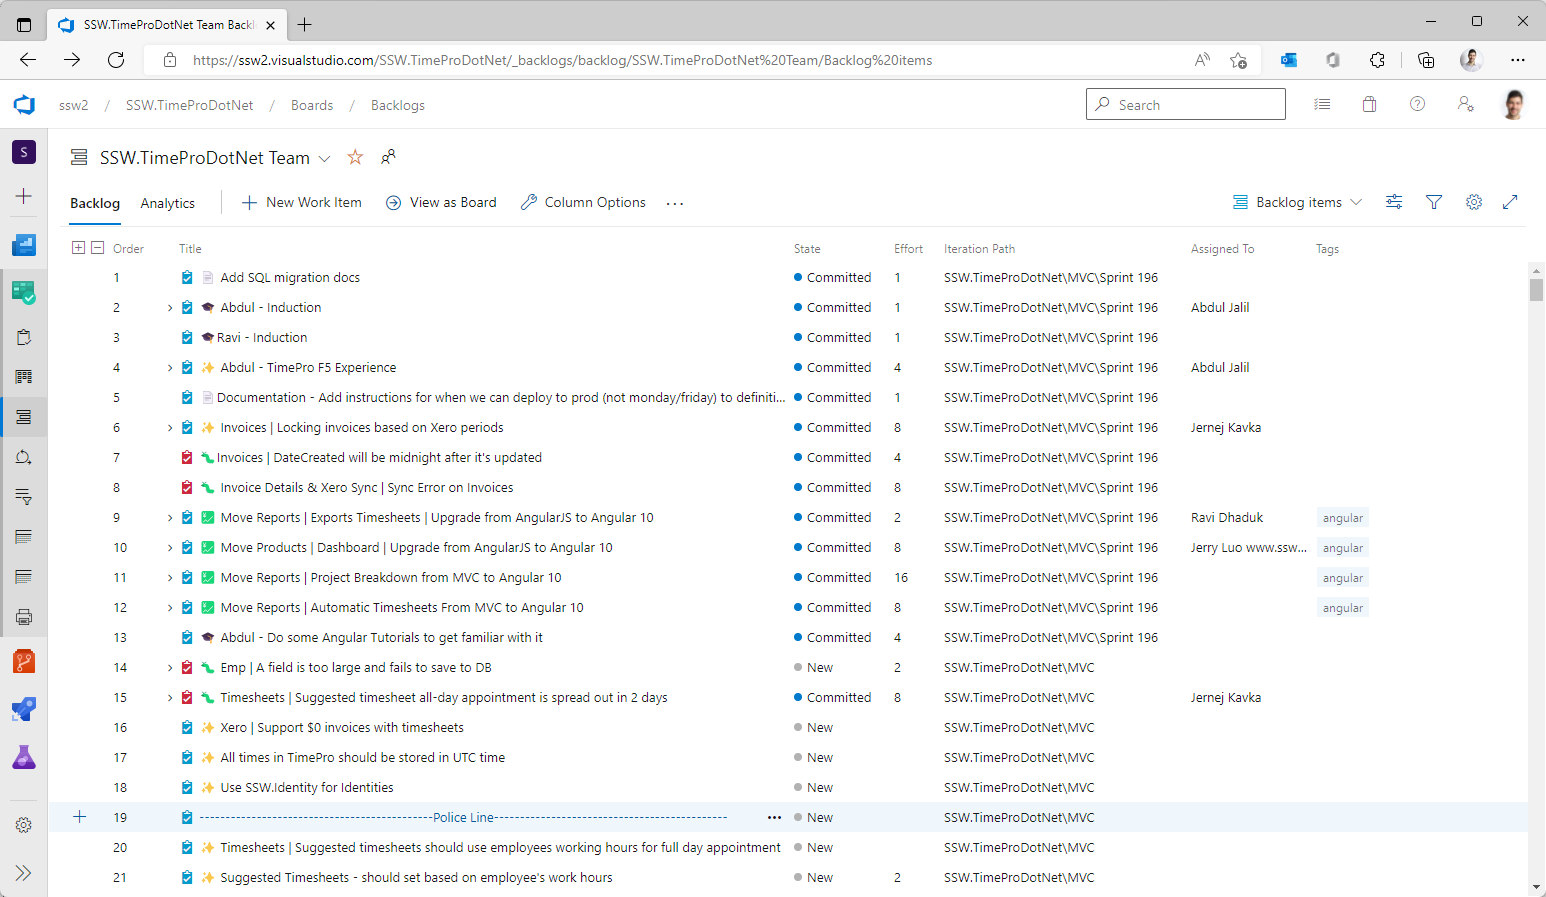 SSW.TimeProDotNet Team Backl
https://ssw2.visualstudio.com/SSW.TimeProDotNet/_backlogs/backlog/SSW.TimeProDotNet%20Team/Backlog%20items
ssw2 / SSW.TimeProDotNet / Boards / Backlogs
Search
S
SSW.TimeProDotNet Team
Backlog Analytics New Work Item View as Board Column Options ... Backlog items
Order Title State Effort Iteration Path Assigned To Tags
1 Add SQL migration docs Committed 1 SSW.TimeProDotNet\MVC\Sprint 196
2 Abdul - Induction Committed 1 SSW.TimeProDotNet\MVC\Sprint 196 Abdul Jalil
3 Ravi - Induction Committed 1 SSW.TimeProDotNet\MVC\Sprint 196
4 Abdul - TimePro F5 Experience Committed 4 SSW.TimeProDotNet\MVC\Sprint 196 Abdul Jalil
5 Documentation - Add instructions for when we can deploy to prod (not monday/friday) to definiti... Committed 1 SSW.TimeProDotNet\MVC\Sprint 196
6 Invoices | Locking invoices based on Xero periods Committed 8 SSW.TimeProDotNet\MVC\Sprint 196 Jernej Kavka
7 Invoices | DateCreated will be midnight after it's updated Committed 4 SSW.TimeProDotNet\MVC\Sprint 196
8 Invoice Details & Xero Sync | Sync Error on Invoices Committed 8 SSW.TimeProDotNet\MVC\Sprint 196
9 Move Reports | Exports Timesheets | Upgrade from AngularJS to Angular 10 Committed 2 SSW.TimeProDotNet\MVC\Sprint 196 Ravi Dhaduk angular
10 Move Products | Dashboard | Upgrade from AngularJS to Angular 10 Committed 8 SSW.TimeProDotNet\MVC\Sprint 196 Jerry Luo www.ssw... angular
11 Move Reports | Project Breakdown from MVC to Angular 10 Committed 16 SSW.TimeProDotNet\MVC\Sprint 196 angular
12 Move Reports | Automatic Timesheets From MVC to Angular 10 Committed 8 SSW.TimeProDotNet\MVC\Sprint 196 angular
13 Abdul - Do some Angular Tutorials to get familiar with it Committed 4 SSW.TimeProDotNet\MVC\Sprint 196
14 Emp | A field is too large and fails to save to DB New 2 SSW.TimeProDotNet\MVC
15 Timesheets | Suggested timesheet all-day appointment is spread out in 2 days Committed 8 SSW.TimeProDotNet\MVC Jernej Kavka
16 Xero | Support $0 invoices with timesheets New SSW.TimeProDotNet\MVC
17 All times in TimePro should be stored in UTC time New SSW.TimeProDotNet\MVC
18 Use SSW.Identity for Identities New SSW.TimeProDotNet\MVC
19 -----------------------------------------------Police Line-------------------------------------------------- ... New SSW.TimeProDotNet\MVC
20 Timesheets | Suggested timesheets should use employees working hours for full day appointment New SSW.TimeProDotNet\MVC
21 Suggested Timesheets - should set based on employee's work hours New 2 SSW.TimeProDotNet\MVC